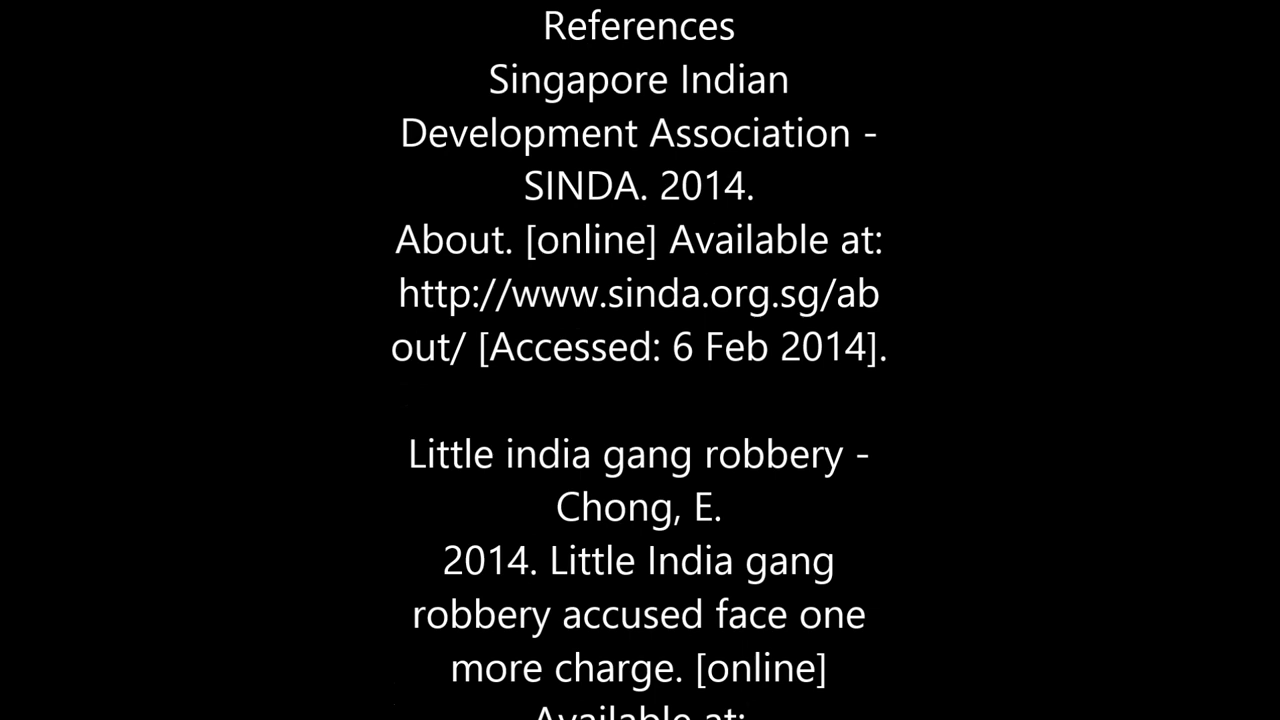 References
Singapore Indian
Development Association -
SINDA. 2014.
About. [online] Available at:
http://www.sinda.org.sg/ab
out/ [Accessed: 6 Feb 2014].
Little india gang robbery -
Chong, E.
2014. Little India gang
robbery accused face one
more charge. [online]
Available at: